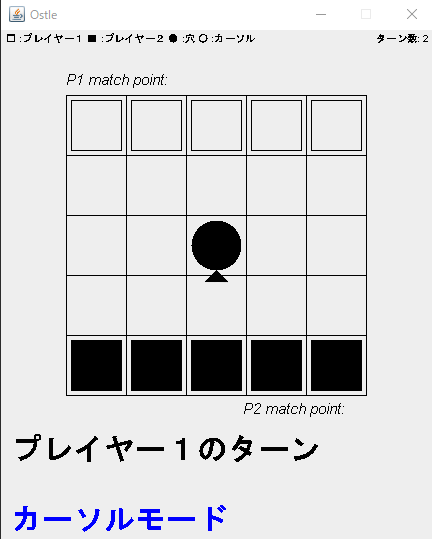 Ostle
□ :プレイヤー1 ■ :プレイヤー2 ● :穴 〇 :カーソル ターン数: 2
P1 match point:
P2 match point:
プレイヤー1のターン
カーソルモード